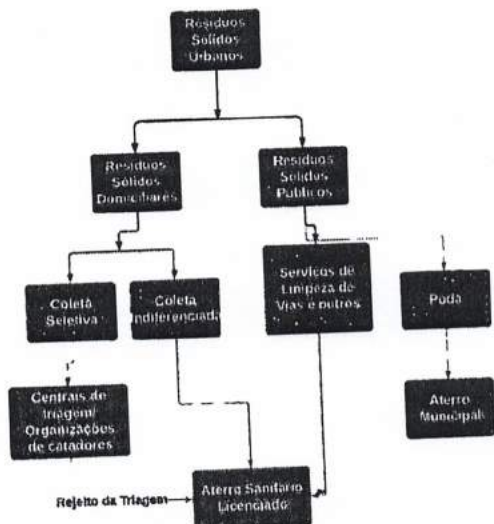 Resíduos
Sólidos
Urbanos
Resíduos
Sólidos
Domiciliares
Resíduos
Sólidos
Públicos
Coleta
Seletiva
Coleta
Indiferenciada
Serviços de
Limpeza de
Vias e outros
Poda
Centrais de
Triagem/
Organizações
de catadores
Aterro
Municipal
Rejeito da Triagem
Aterro Sanitário
Licenciado